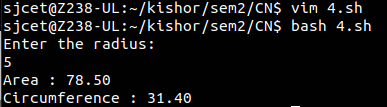 sjcet@Z238-UL:~/kishor/sem2/CN$ vim 4.sh
sjcet@Z238-UL:~/kishor/sem2/CN$ bash 4.sh
Enter the radius:
5
Area : 78.50
Circumference : 31.40